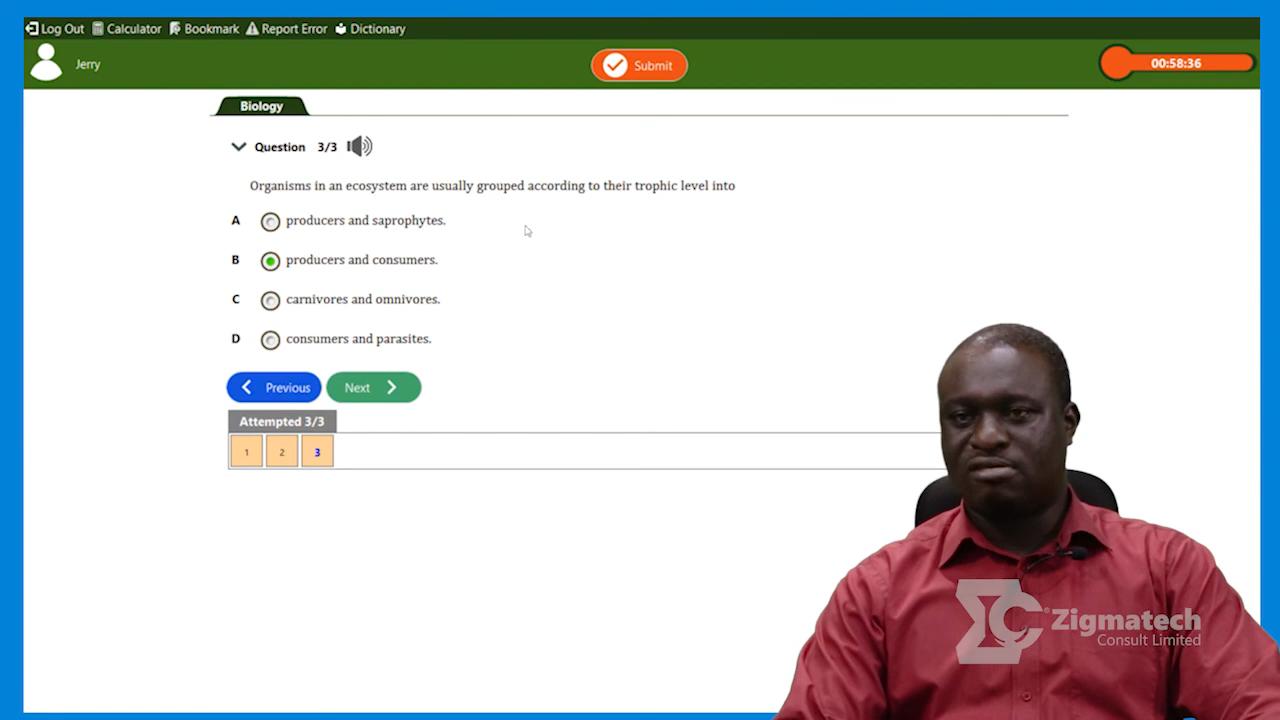 Log Out Calculator Bookmark Report Error Dictionary
Jerry
Submit
00:58:36
Biology
Question 3/3
Organisms in an ecosystem are usually grouped according to their trophic level into
A producers and saprophytes.
B producers and consumers.
C carnivores and omnivores.
D consumers and parasites.
Previous Next
Attempted 3/3
1 2 3
ΣC® Zigmatech
Consult Limited